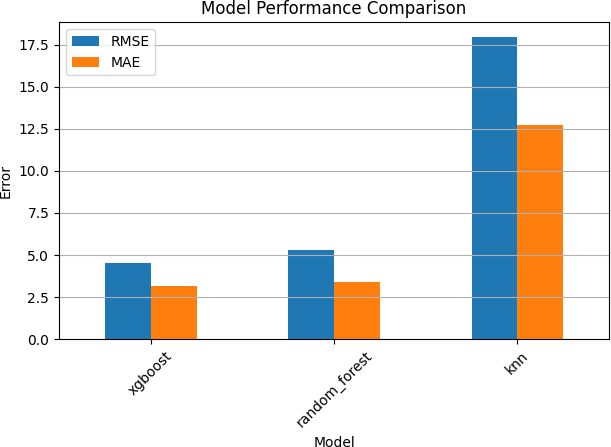 Model Performance Comparison
RMSE
MAE
17.5
15.0
12.5
10.0
7.5
5.0
2.5
0.0
Error
xgboost
random_forest
knn
Model